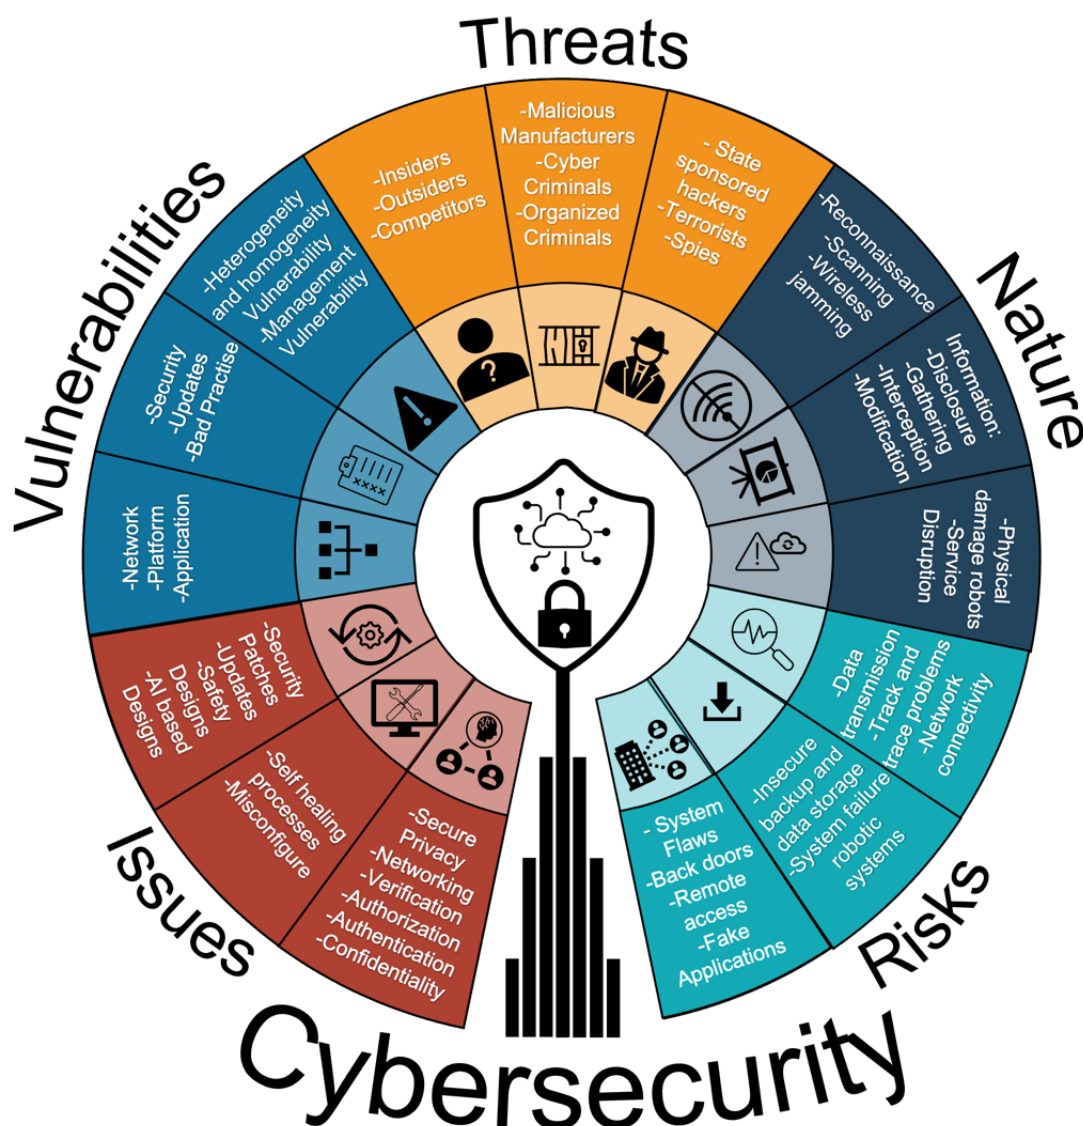 Threats
-Insiders
-Outsiders
-Competitors
-Malicious
Manufacturers
-Cyber
Criminals
-Organized
Criminals
- State
sponsored
hackers
-Terrorists
-Spies
Nature
-Reconnaissance
-Scanning
-Wireless
jamming
Information:
-Disclosure
-Gathering
-Interception
-Modification
-Physical
damage robots
-Service
Disruption
Risks
-Data
transmission
-Track and
trace problems
-Network
connectivity
-Insecure
backup and
data storage
-System failure
robotic
systems
- System
Flaws
-Back doors
-Remote
access
-Fake
Applications
Cybersecurity
Issues
-Secure
Privacy
-Networking
-Verification
-Authorization
-Authentication
-Confidentiality
-Self healing
processes
-Misconfigure
-Security
Patches
-Updates
-Safety
Designs
-AI based
Designs
Vulnerabilities
-Network
-Platform
-Application
-Security
-Updates
-Bad Practise
-Heterogeneity
and homogeneity
Vulnerability
-Management
Vulnerability
?
!
xxxx